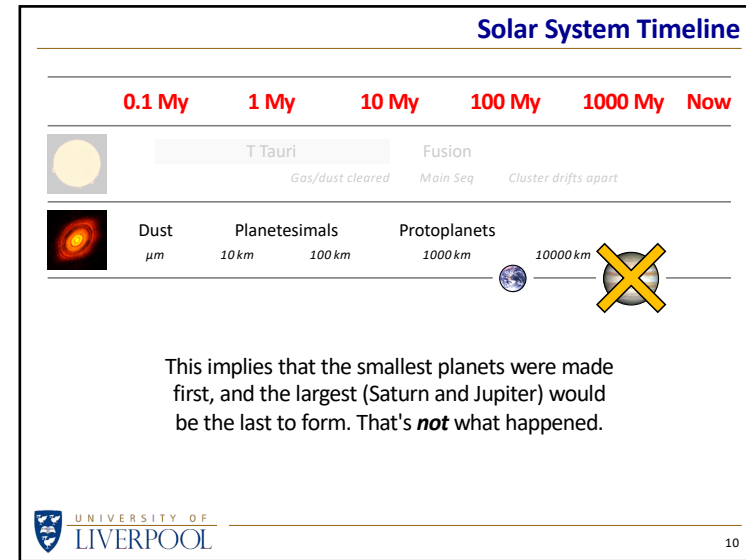 Solar System Timeline
0.1 My 1 My 10 My 100 My 1000 My Now
T Tauri Fusion
Gas/dust cleared Main Seq Cluster drifts apart
Dust Planetesimals Protoplanets
μm 10 km 100 km 1000 km 10000 km
This implies that the smallest planets were made
first, and the largest (Saturn and Jupiter) would
be the last to form. That's not what happened.
UNIVERSITY OF
LIVERPOOL
10